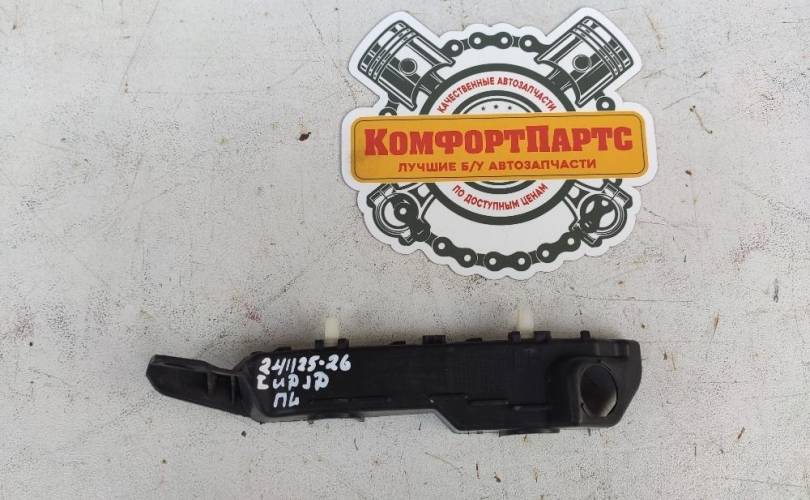 КАЧЕСТВЕННЫЕ АВТОЗАПЧАСТИ
КОМФОРТПАРТС
ЛУЧШИЕ Б/У АВТОЗАПЧАСТИ
ПО ДОСТУПНЫМ ЦЕНАМ
241125-26
ПЛ